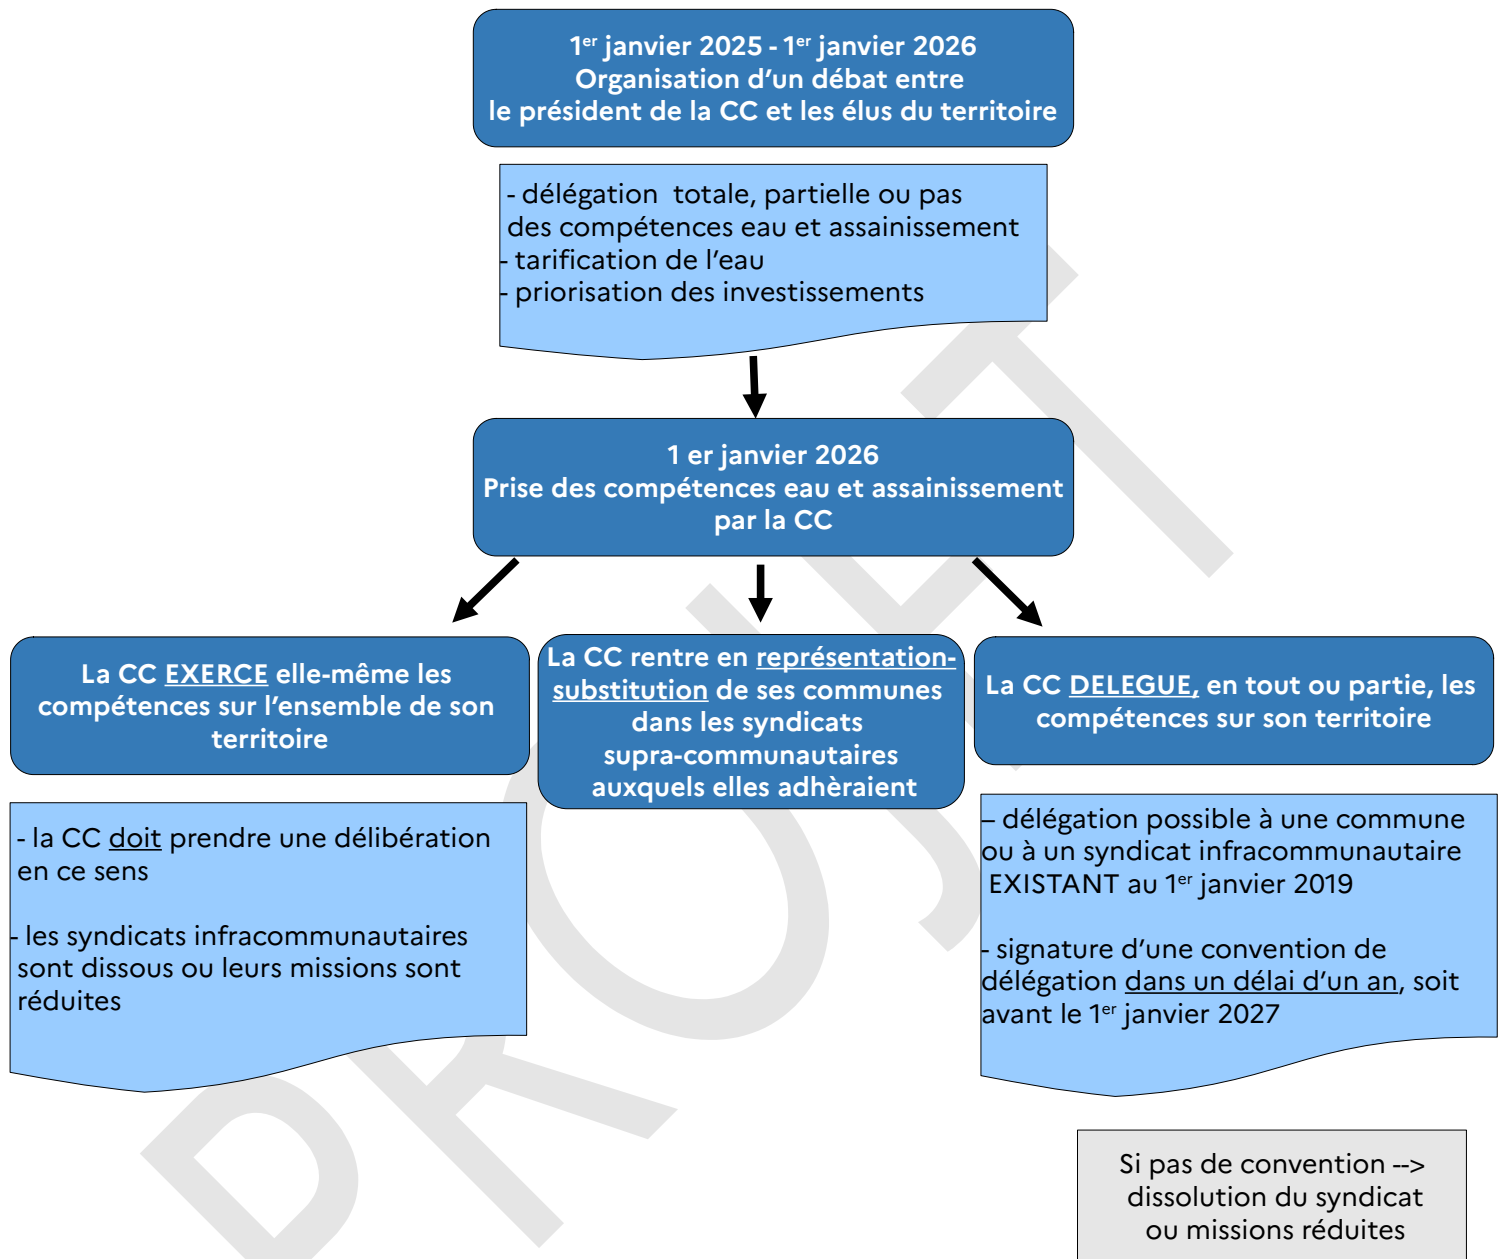 1er janvier 2025 - 1er janvier 2026
Organisation d'un débat entre
le président de la CC et les élus du territoire
- délégation  totale, partielle ou pas
des compétences eau et assainissement
- tarification de l'eau
- priorisation des investissements
1 er janvier 2026
Prise des compétences eau et assainissement
par la CC
La CC EXERCE elle-même les
compétences sur l'ensemble de son
territoire
La CC rentre en représentation-
substitution de ses communes
dans les syndicats
supra-communautaires
auxquels elles adhèraient
La CC DELEGUE, en tout ou partie, les
compétences sur son territoire
- la CC doit prendre une délibération
en ce sens
- les syndicats infracommunautaires
sont dissous ou leurs missions sont
réduites
– délégation possible à une commune
ou à un syndicat infracommunautaire
EXISTANT au 1er janvier 2019
- signature d'une convention de
délégation dans un délai d'un an, soit
avant le 1er janvier 2027
Si pas de convention -->
dissolution du syndicat
ou missions réduites
PROJET